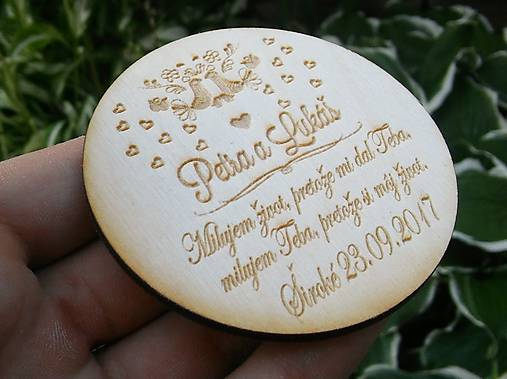 Petra a Lukáš
Milujem život, pretože mi dal Teba,
milujem Teba, pretože si môj život.
Široké 23.09.2017